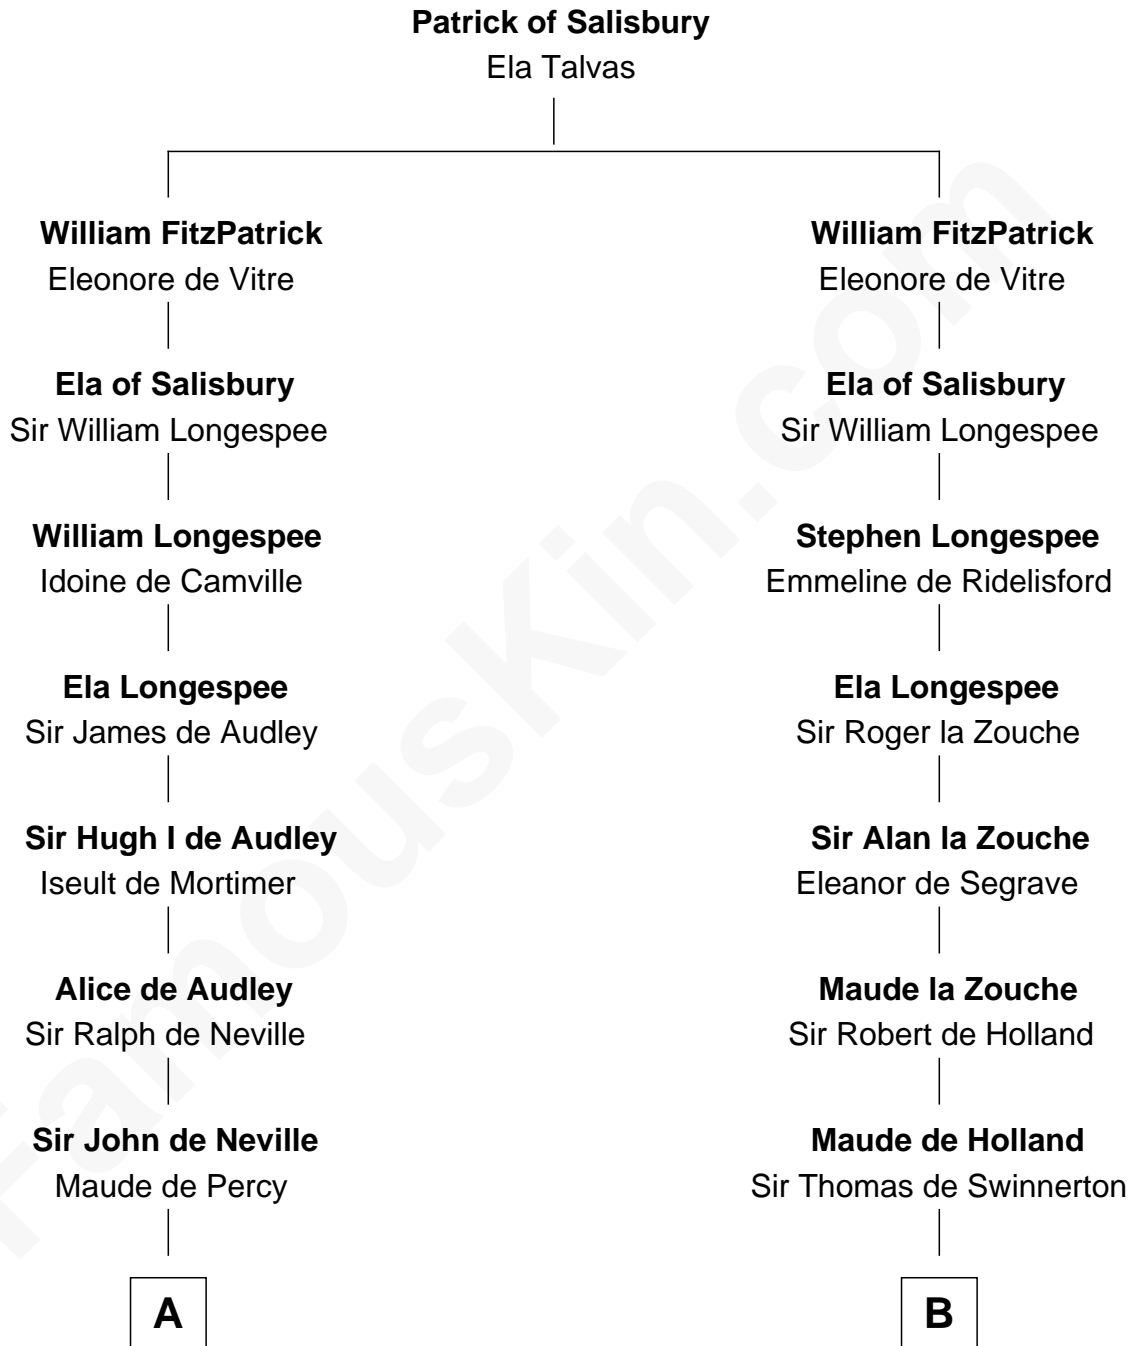 Patrick of Salisbury
Ela Talvas
William FitzPatrick
Eleonore de Vitre
Ela of Salisbury
Sir William Longespee
William Longespee
Idoine de Camville
Ela Longespee
Sir James de Audley
Sir Hugh I de Audley
Iseult de Mortimer
Alice de Audley
Sir Ralph de Neville
Sir John de Neville
Maude de Percy
A
William FitzPatrick
Eleonore de Vitre
Ela of Salisbury
Sir William Longespee
Stephen Longespee
Emmeline de Ridelisford
Ela Longespee
Sir Roger la Zouche
Sir Alan la Zouche
Eleanor de Segrave
Maude la Zouche
Sir Robert de Holland
Maude de Holland
Sir Thomas de Swinnerton
B
FamousKin.com